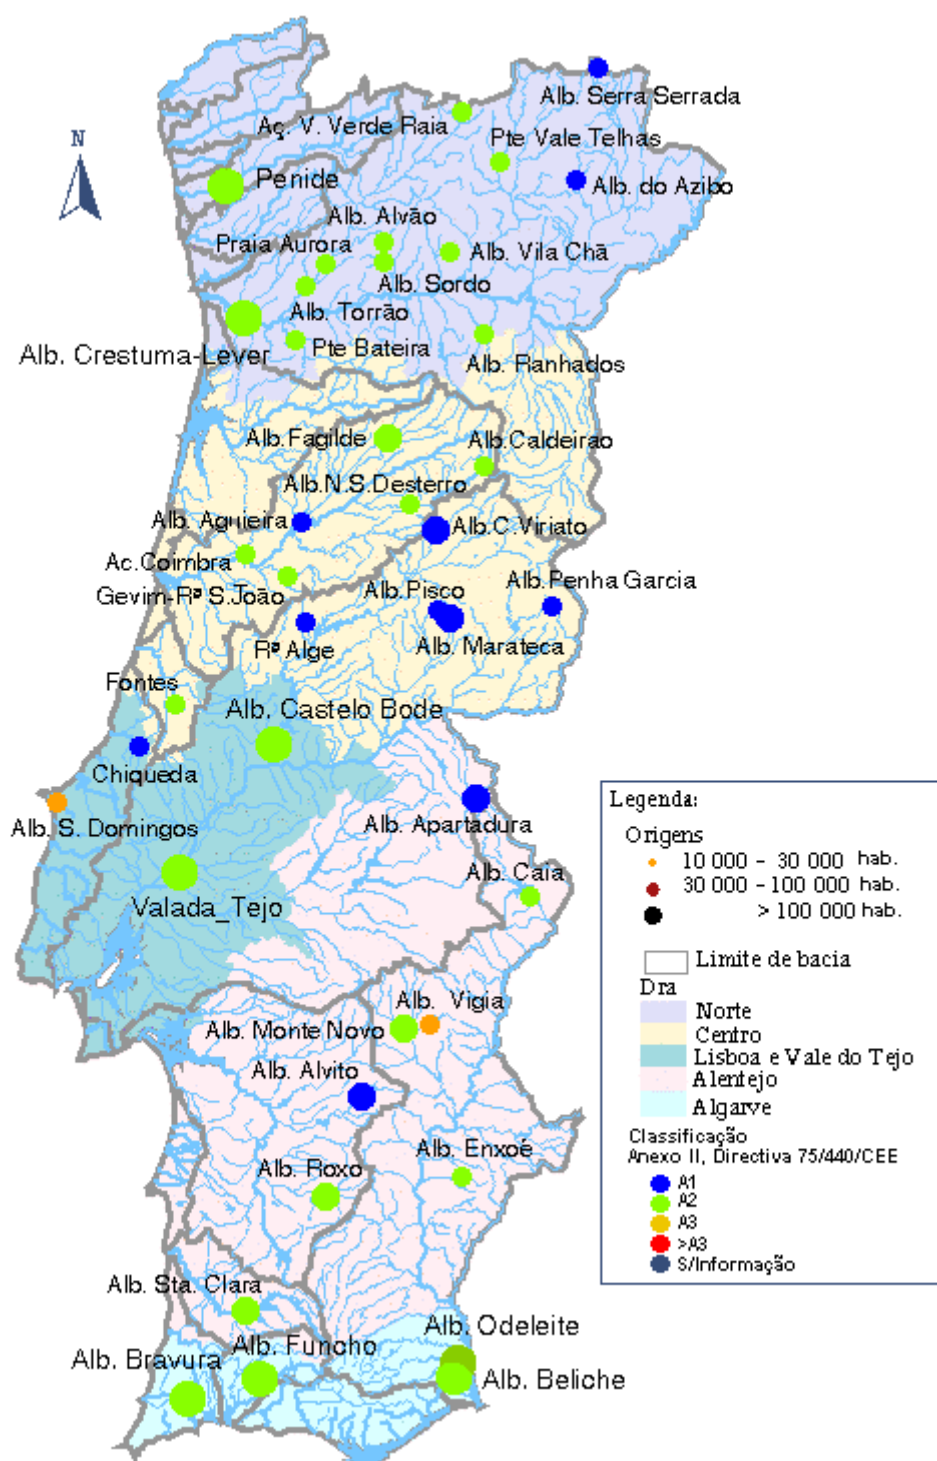 Alb. Serra Serrada
Aç. V. Verde Raia
Pte Vale Telhas
N
Penide
Alb. do Azibo
Alb. Alvão
Praia Aurora
Alb. Vila Chã
Alb. Sordo
Alb. Torrão
Alb. Crestuma-Lever
Pte Bateira
Alb. Ranhados
Alb.Fagilde
Alb.Caldeirao
Alb.N.S.Desterro
Alb. Aguieira
Alb.C.Viriato
Ac.Coimbra
Alb.Penha Garcia
Gevim-Rª S.João
Alb.Pisco
Rª Alge
Alb. Marateca
Fontes
Alb. Castelo Bode
Chiqueda
Alb. S. Domingos
Alb. Apartadura
Alb. Caia
Valada_Tejo
Alb. Vigia
Alb. Monte Novo
Alb. Alvito
Alb. Enxoé
Alb. Roxo
Alb. Sta. Clara
Alb. Odeleite
Alb. Funcho
Alb. Bravura
Alb. Beliche
Legenda:
Origens
10 000 - 30 000 hab.
30 000 - 100 000 hab.
> 100 000 hab.
Limite de bacia
Dra
Norte
Centro
Lisboa e Vale do Tejo
Alentejo
Algarve
Classificação
Anexo II, Directiva 75/440/CEE
A1
A2
A3
>A3
S/Informação